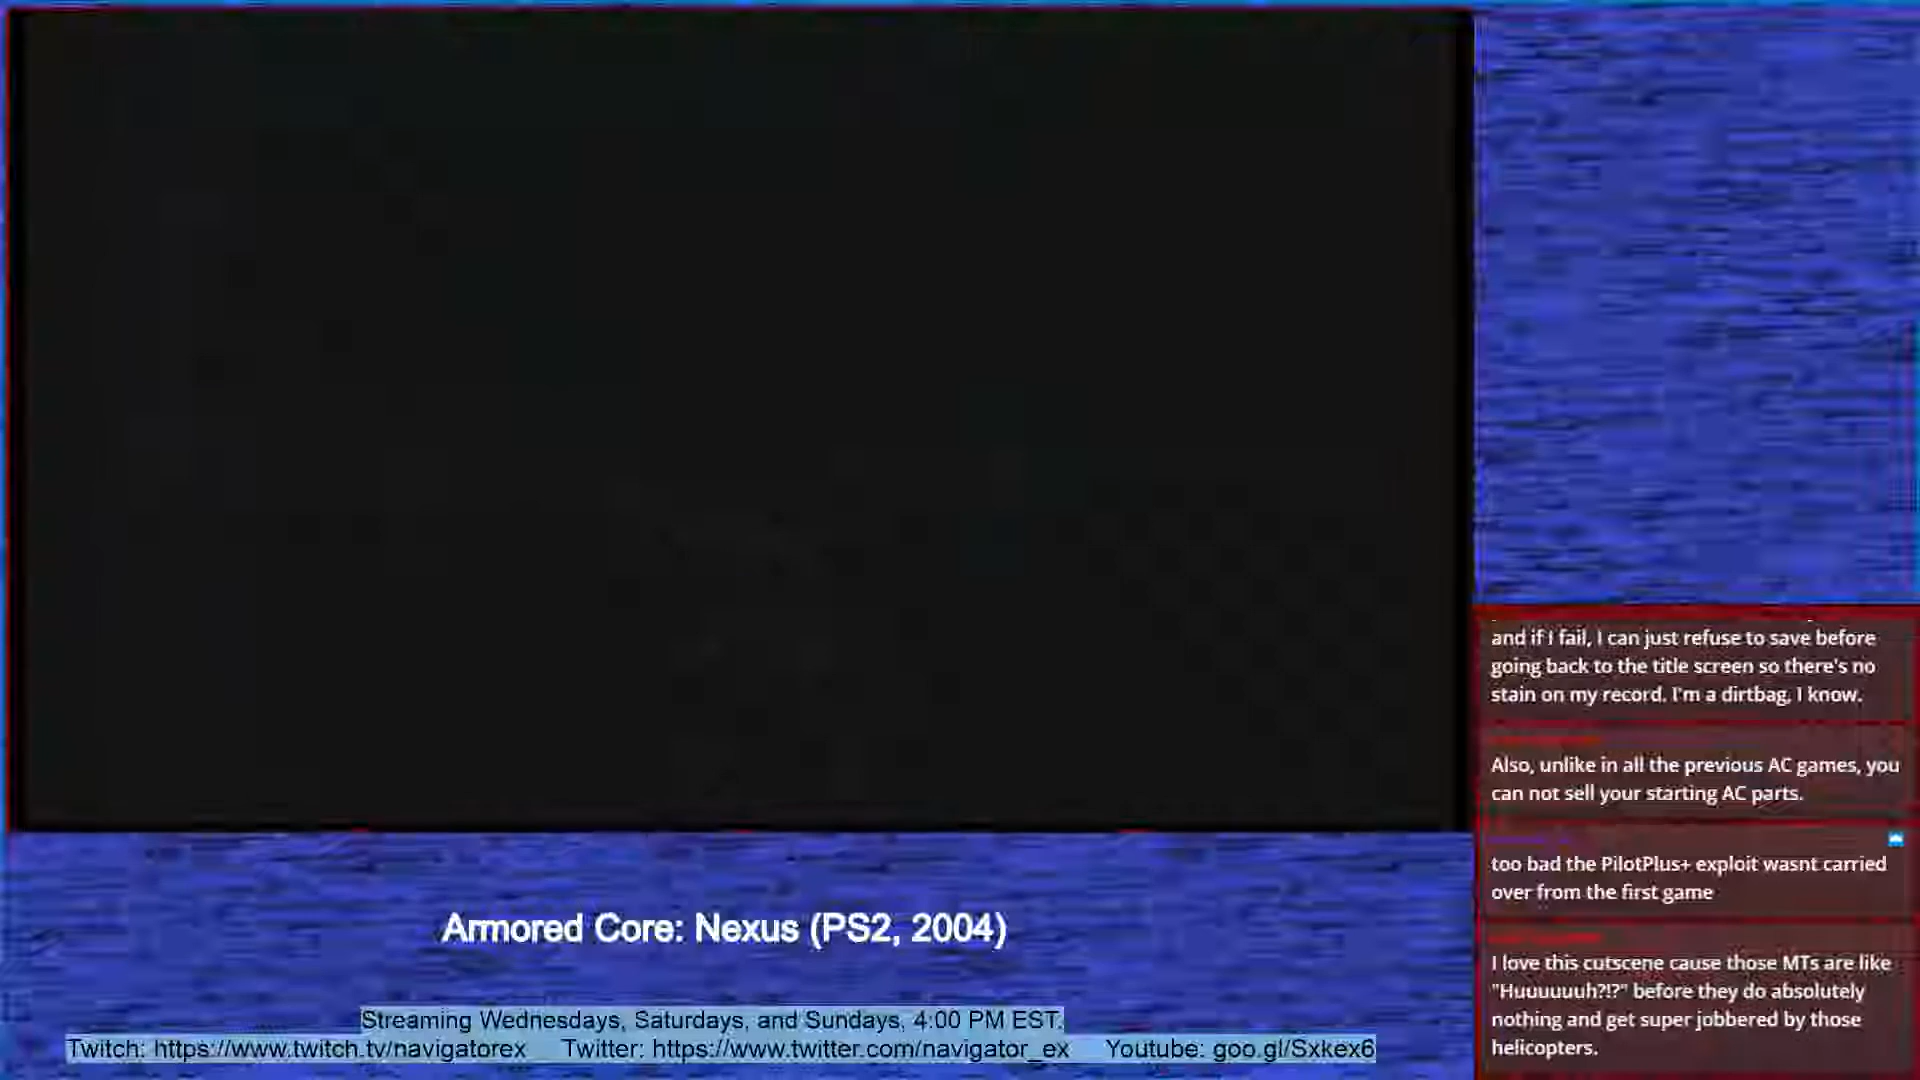 and if I fail, I can just refuse to save before
going back to the title screen so there's no
stain on my record. I'm a dirtbag, I know.
Also, unlike in all the previous AC games, you
can not sell your starting AC parts.
too bad the PilotPlus+ exploit wasnt carried
over from the first game
I love this cutscene cause those MTs are like
"Huuuuuuh?!?" before they do absolutely
nothing and get super jobbered by those
helicopters.
Armored Core: Nexus (PS2, 2004)
Streaming Wednesdays, Saturdays, and Sundays, 4:00 PM EST.
Twitch: https://www.twitch.tv/navigatorex Twitter: https://www.twitter.com/navigator_ex Youtube: goo.gl/Sxkex6